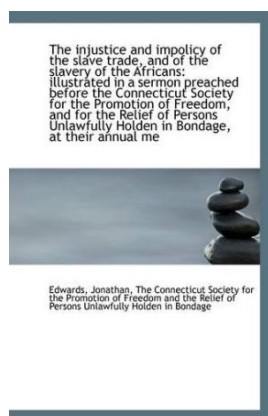 The injustice and impolicy of
the slave trade, and of the
slavery of the Africans:
illustrated in a sermon preached
before the Connecticut Society
for the Promotion of Freedom,
and for the Relief of Persons
Unlawfully Holden in Bondage,
at their annual me
Edwards, Jonathan, The Connecticut Society for
the Promotion of Freedom and the Relief of
Persons Unlawfully Holden in Bondage